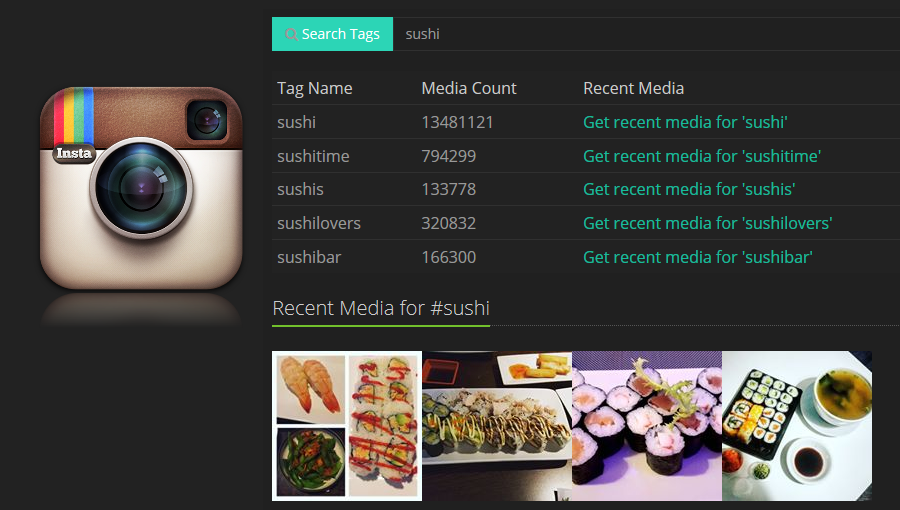 Search Tags sushi
Tag Name Media Count Recent Media
sushi 13481121 Get recent media for 'sushi'
sushitime 794299 Get recent media for 'sushitime'
sushis 133778 Get recent media for 'sushis'
sushilovers 320832 Get recent media for 'sushilovers'
sushibar 166300 Get recent media for 'sushibar'
Insta
Recent Media for #sushi